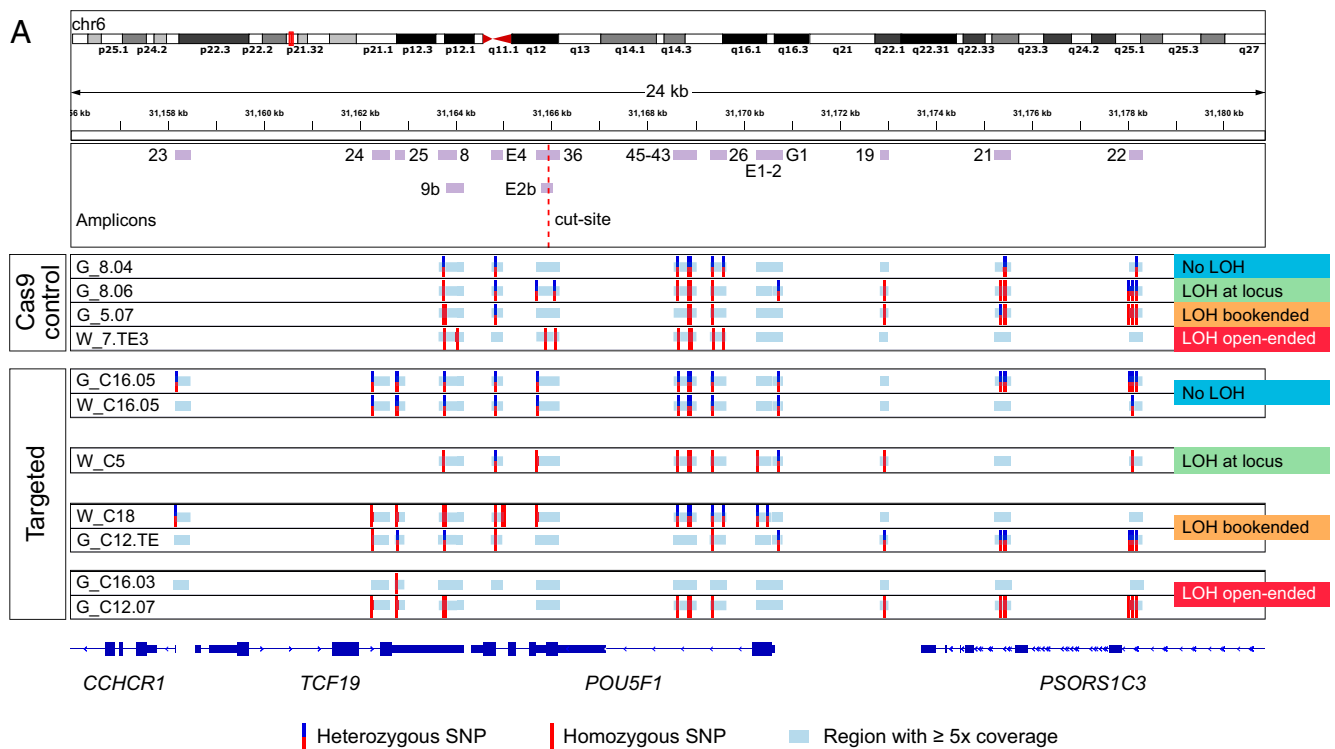 A
chr6
p25.1 p24.2 p22.3 p22.2 p21.32 p21.1 p12.3 p12.1 q11.1 q12 q13 q14.1 q14.3 q16.1 q16.3 q21 q22.1 q22.31 q22.33 q23.3 q24.2 q25.1 q25.3 q27
24 kb
56 kb 31,158 kb 31,160 kb 31,162 kb 31,164 kb 31,166 kb 31,168 kb 31,170 kb 31,172 kb 31,174 kb 31,176 kb 31,178 kb 31,180 kb
23 24 25 8 E4 36 45-43 26 G1 19 21 22
E1-2
9b E2b
Amplicons cut-site
Cas9 control
G_8.04 No LOH
G_8.06 LOH at locus
G_5.07 LOH bookended
W_7.TE3 LOH open-ended
Targeted
G_C16.05
No LOH
W_C16.05
W_C5 LOH at locus
W_C18
LOH bookended
G_C12.TE
G_C16.03
LOH open-ended
G_C12.07
CCHCR1 TCF19 POU5F1 PSORS1C3
Heterozygous SNP Homozygous SNP Region with ≥ 5x coverage